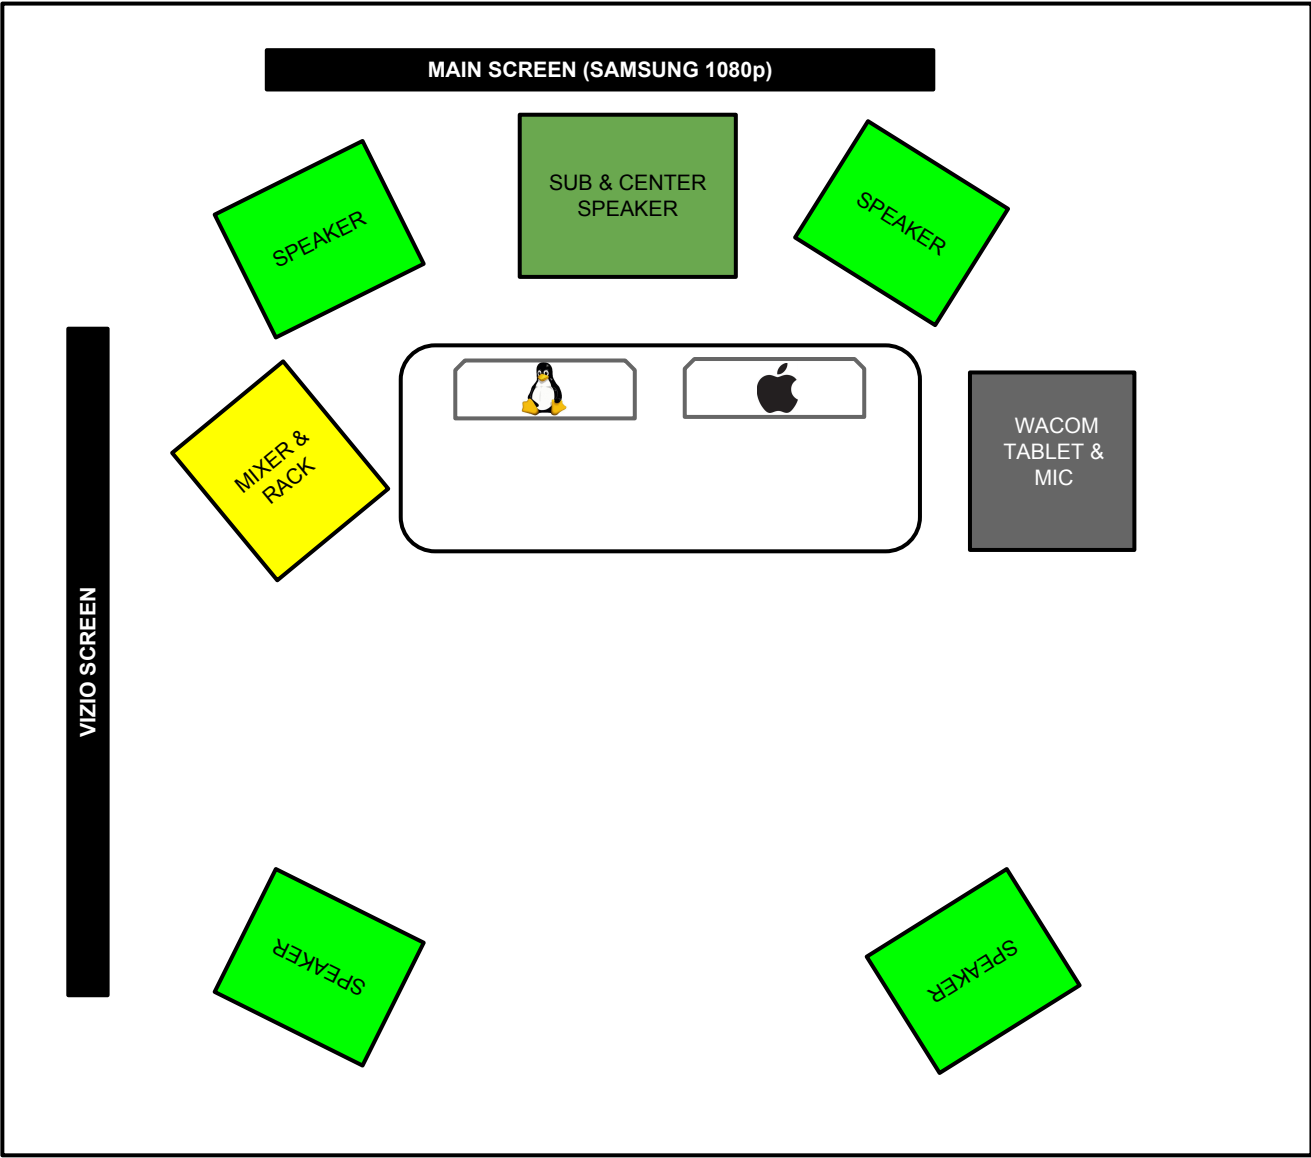 MAIN SCREEN (SAMSUNG 1080p)
SPEAKER
SUB & CENTER
SPEAKER
SPEAKER
MIXER &
RACK
WACOM
TABLET &
MIC
VIZIO SCREEN
SPEAKER
SPEAKER